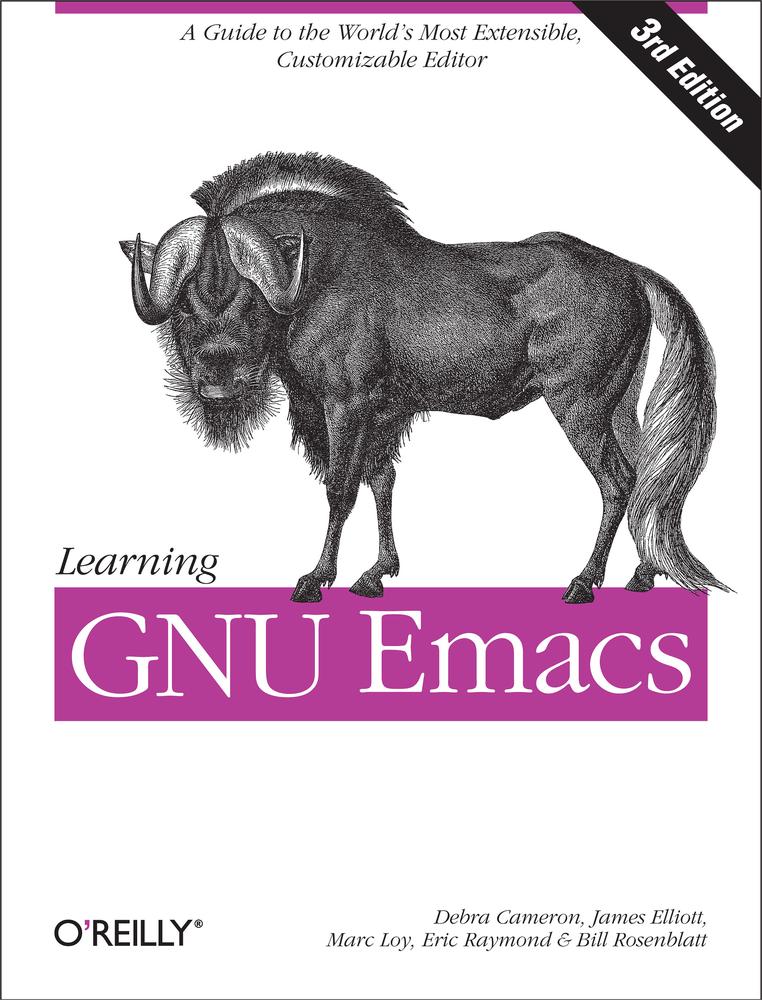 A Guide to the World's Most Extensible,
Customizable Editor
3rd Edition
Learning
GNU Emacs
O'REILLY®
Debra Cameron, James Elliott,
Marc Loy, Eric Raymond & Bill Rosenblatt